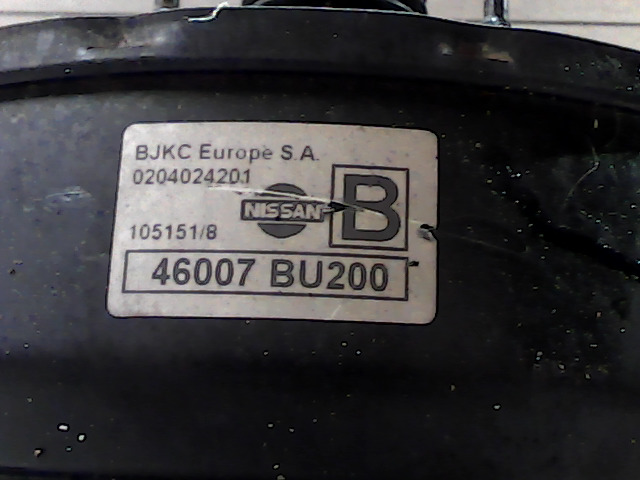 BJKC Europe S.A.
0204024201
NISSAN
B
105151/8
46007 BU200